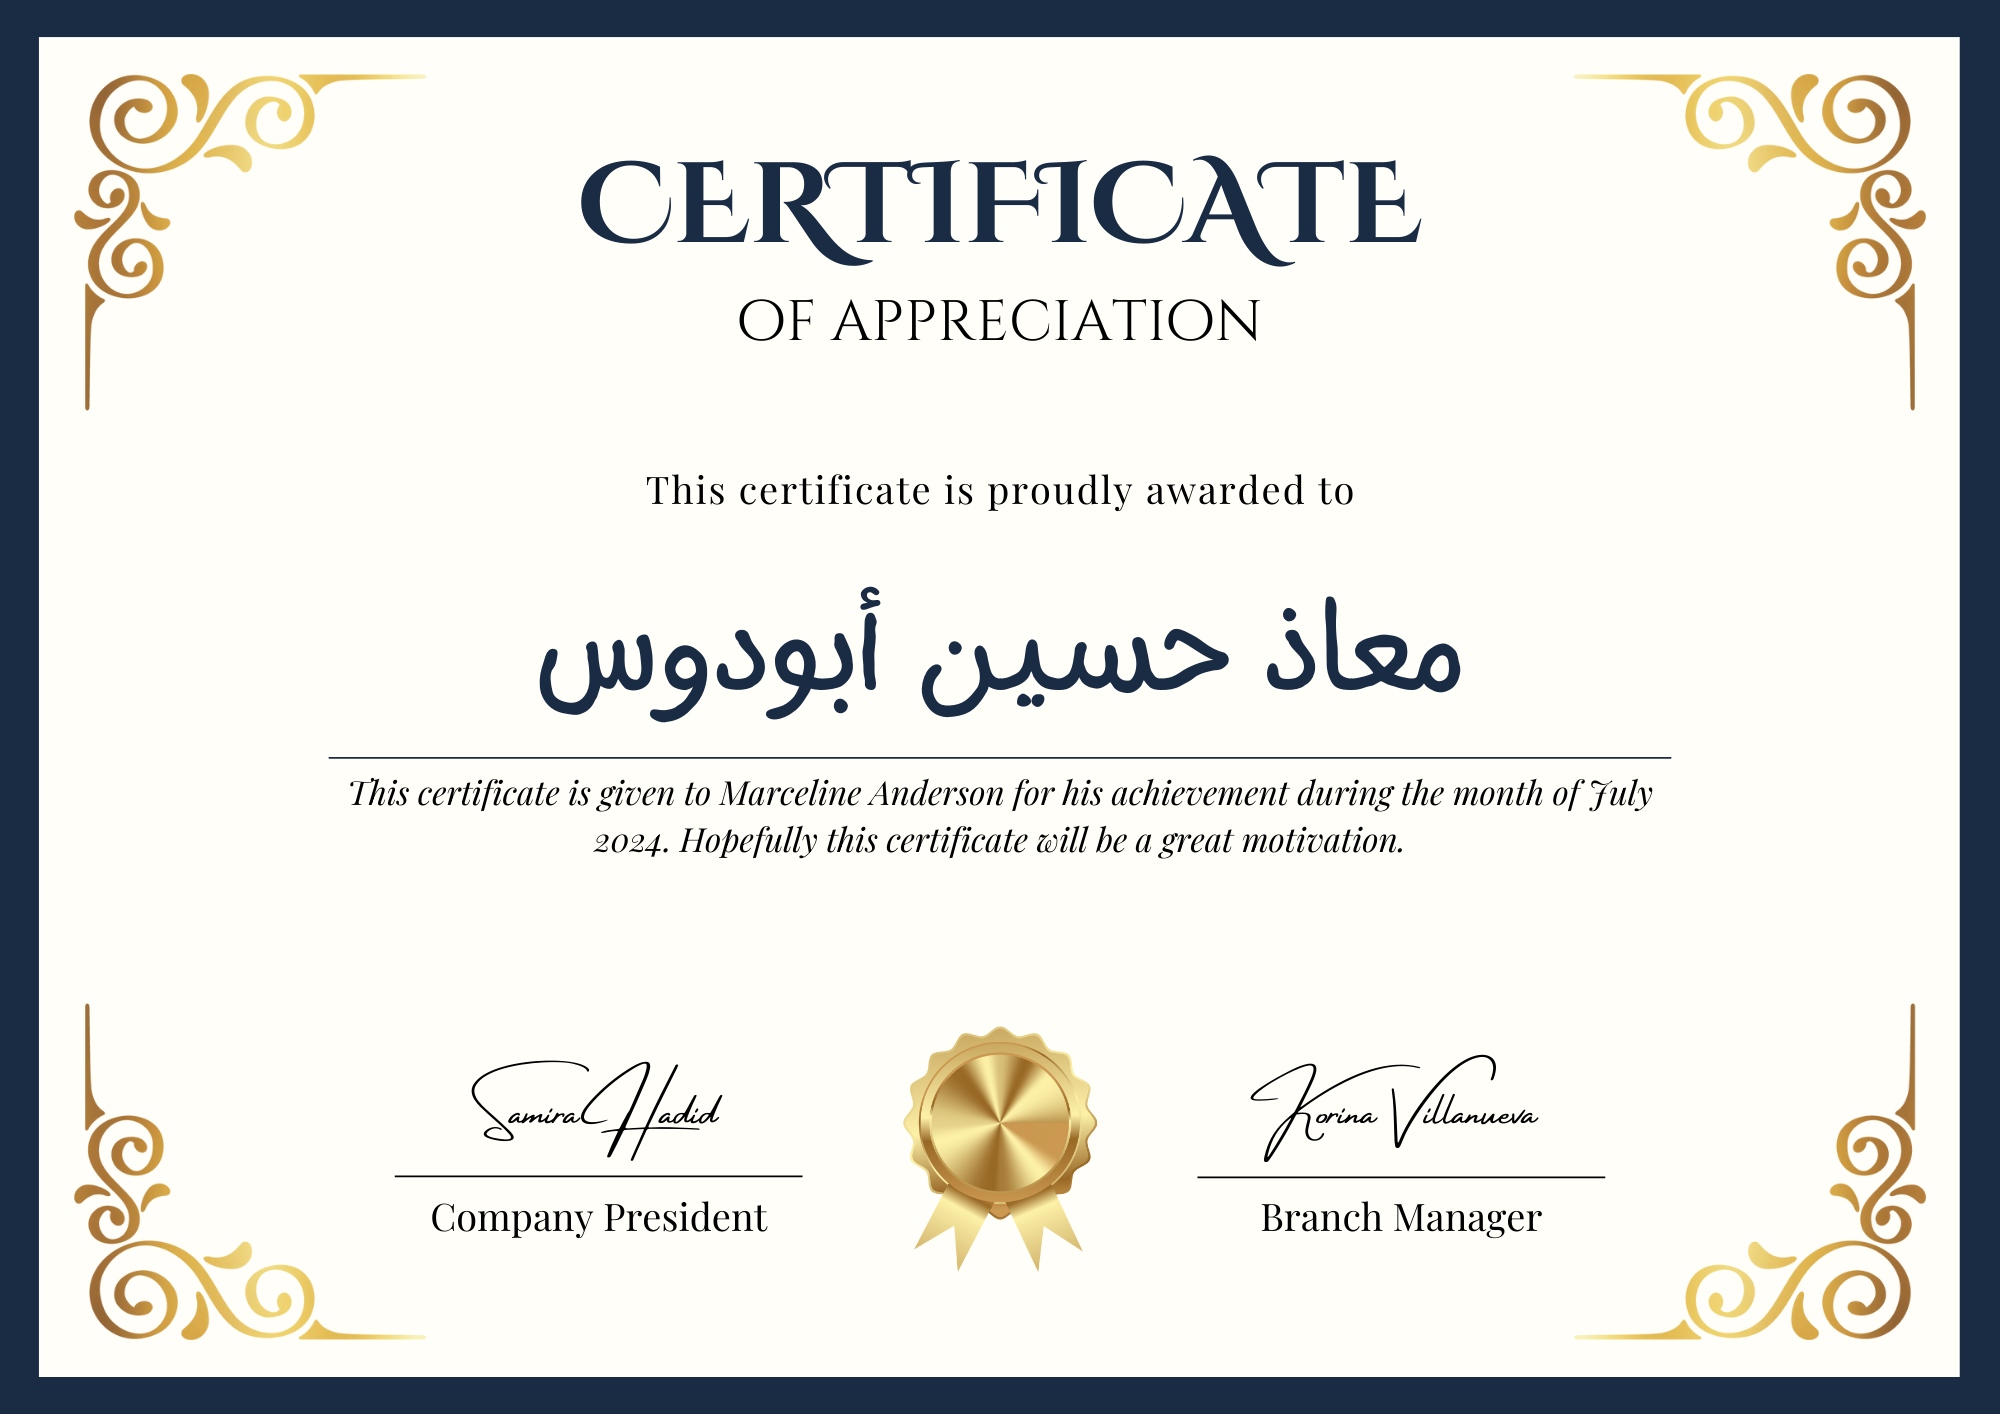 CERTIFICATE
OF APPRECIATION
This certificate is proudly awarded to
معاذ حسين أبودوس
This certificate is given to Marceline Anderson for his achievement during the month of July
2024. Hopefully this certificate will be a great motivation.
Samira Hadid
Korina Villanueva
Company President
Branch Manager